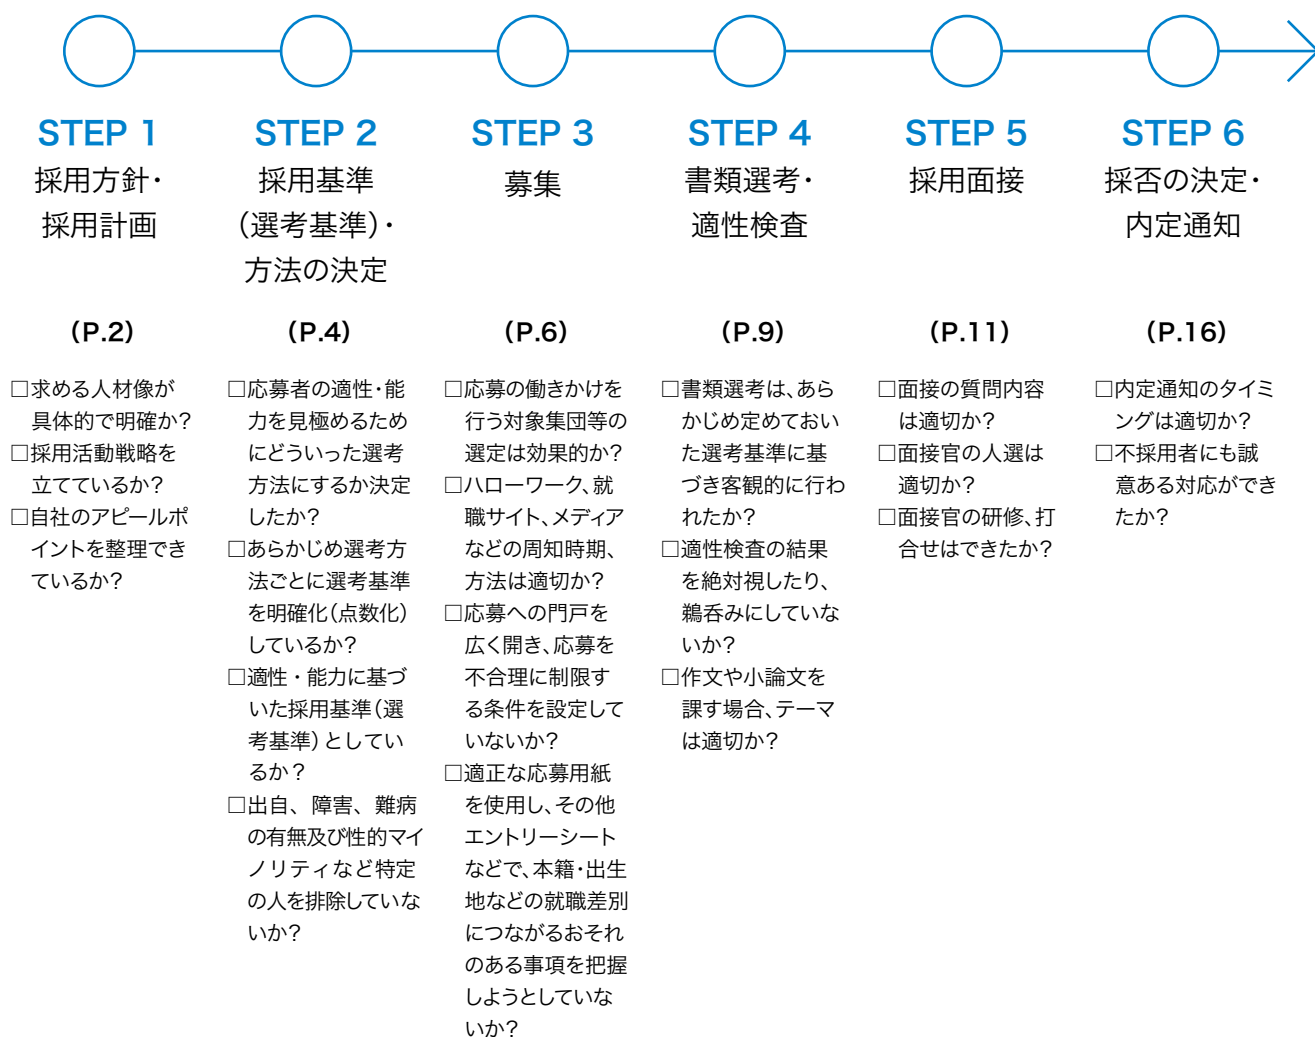 STEP 1
採用方針・
採用計画
(P.2)
□求める人材像が
具体的で明確か?
□採用活動戦略を
立てているか?
□自社のアピールポ
イントを整理でき
ているか?
STEP 2
採用基準
(選考基準)・
方法の決定
(P.4)
□応募者の適性・能
力を見極めるため
にどういった選考
方法にするか決定
したか?
□あらかじめ選考方
法ごとに選考基準
を明確化(点数化)
しているか?
□適性・能力に基づ
いた採用基準(選
考基準)としてい
るか?
□出自、障害、難病
の有無及び性的マイ
ノリティなど特定
の人を排除していな
いか?
STEP 3
募集
(P.6)
□応募の働きかけを
行う対象集団等の
選定は効果的か?
□ハローワーク、就
職サイト、メディア
などの周知時期、
方法は適切か?
□応募への門戸を
広く開き、応募を
不合理に制限す
る条件を設定して
いないか?
□適正な応募用紙
を使用し、その他
エントリーシート
などで、本籍・出生
地などの就職差別
につながるおそれ
のある事項を把握
しようとしていな
いか?
STEP 4
書類選考・
適性検査
(P.9)
□書類選考は、あら
かじめ定めておい
た選考基準に基
づき客観的に行わ
れたか?
□適性検査の結果
を絶対視したり、
鵜呑みにしていな
いか?
□作文や小論文を
課す場合、テーマ
は適切か?
STEP 5
採用面接
(P.11)
□面接の質問内容
は適切か?
□面接官の人選は
適切か?
□面接官の研修、打
合せはできたか?
STEP 6
採否の決定・
内定通知
(P.16)
□内定通知のタイミ
ングは適切か?
□不採用者にも誠
意ある対応ができ
たか?